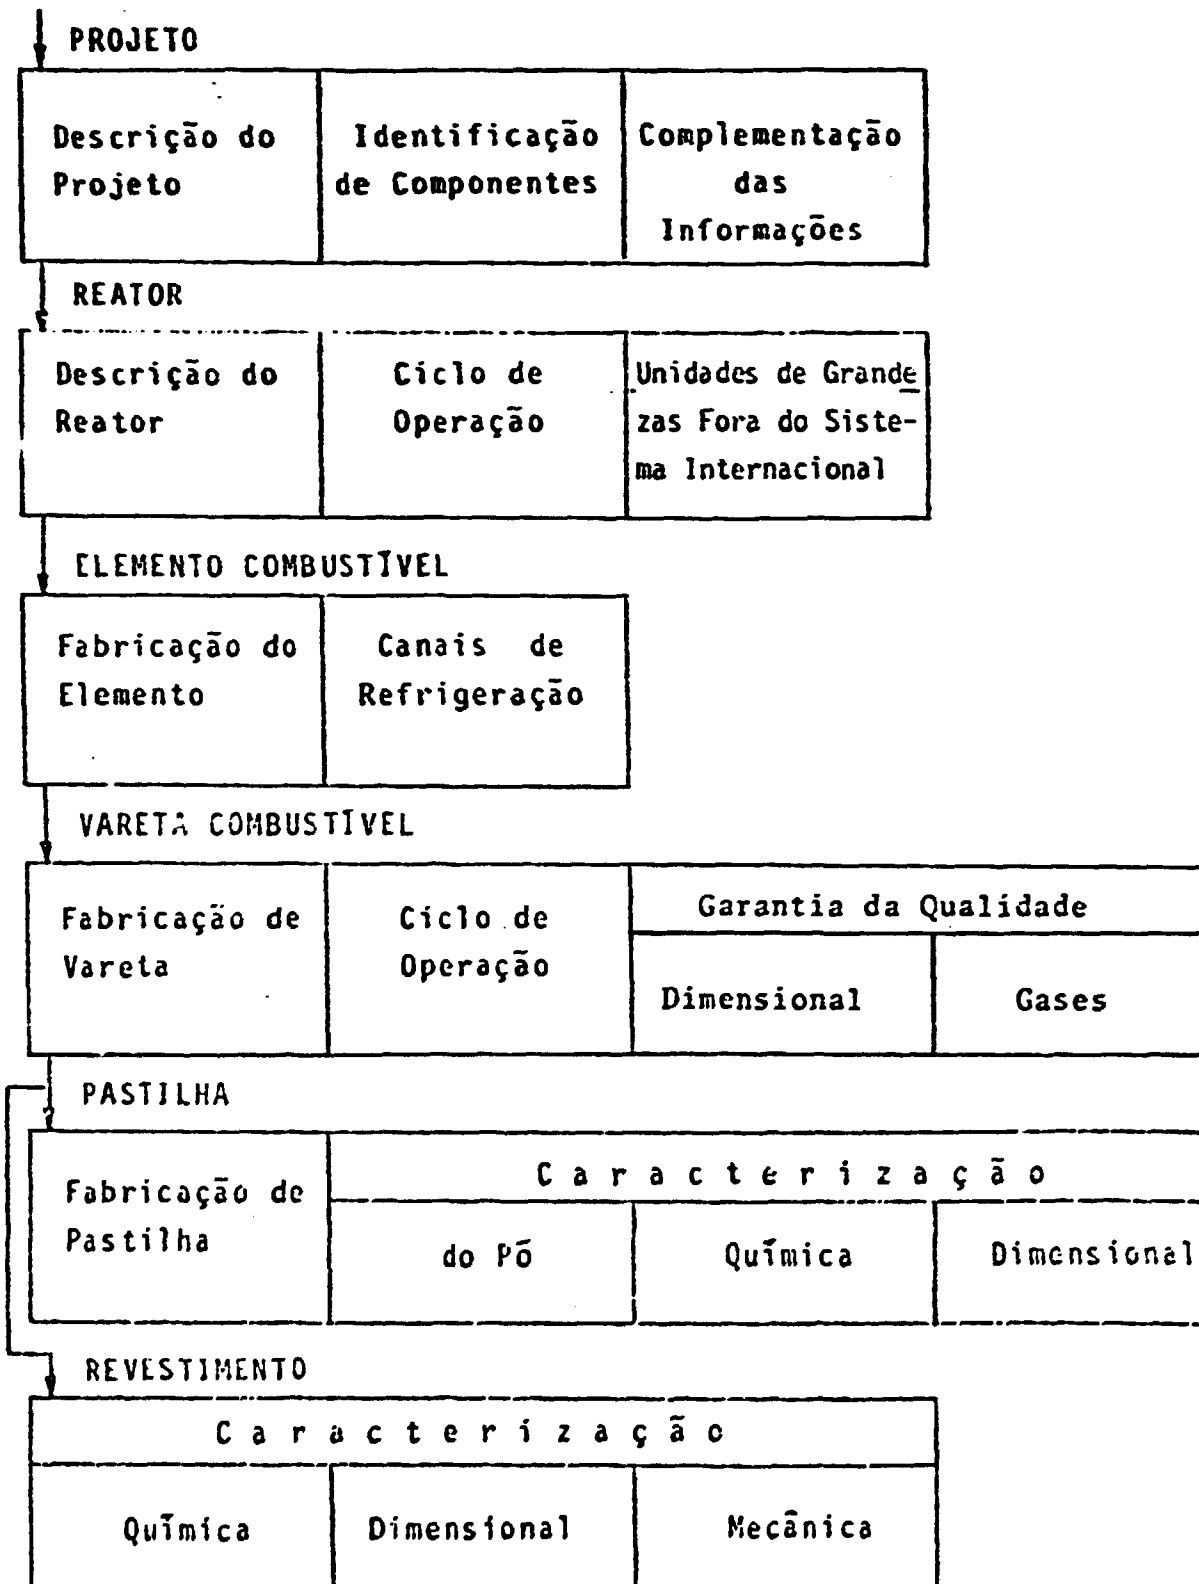 PROJETO
Descrição do
Projeto
Identificação
de Componentes
Complementação
das
Informações
REATOR
Descrição do
Reator
Ciclo de
Operação
Unidades de Grande
zas Fora do Siste-
ma Internacional
ELEMENTO COMBUSTÍVEL
Fabricação do
Elemento
Canais de
Refrigeração
VARETA COMBUSTÍVEL
Fabricação de
Vareta
Ciclo de
Operação
Garantia da Qualidade
Dimensional
Gases
PASTILHA
Fabricação de
Pastilha
Caracterização
do Pó
Química
Dimensional
REVESTIMENTO
Caracterização
Química
Dimensional
Mecânica